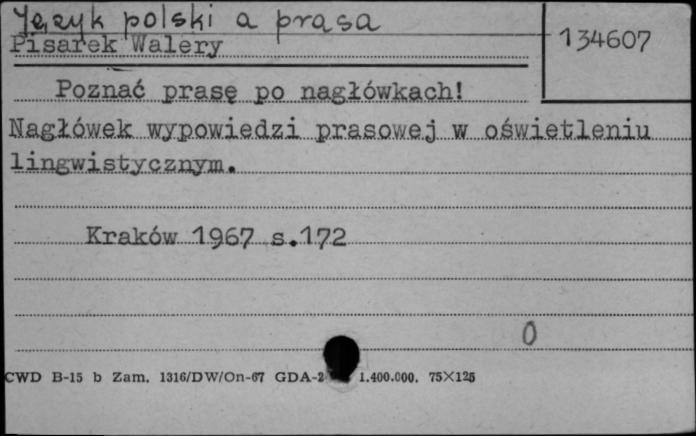 Język polski a prasa
Pisarek Walery
134607
Poznać prasę po nagłówkach!
Nagłówek wypowiedzi prasowej w oświetleniu
lingwistycznym.
Kraków 1967 s.172
0
CWD B-15 b Zam. 1316/DW/On-67 GDA-2 1.400.000. 75×125